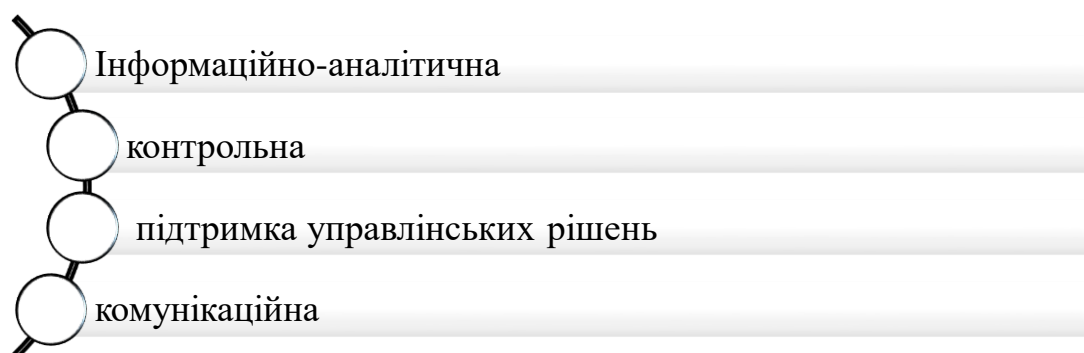 Інформаційно-аналітична
контрольна
підтримка управлінських рішень
комунікаційна